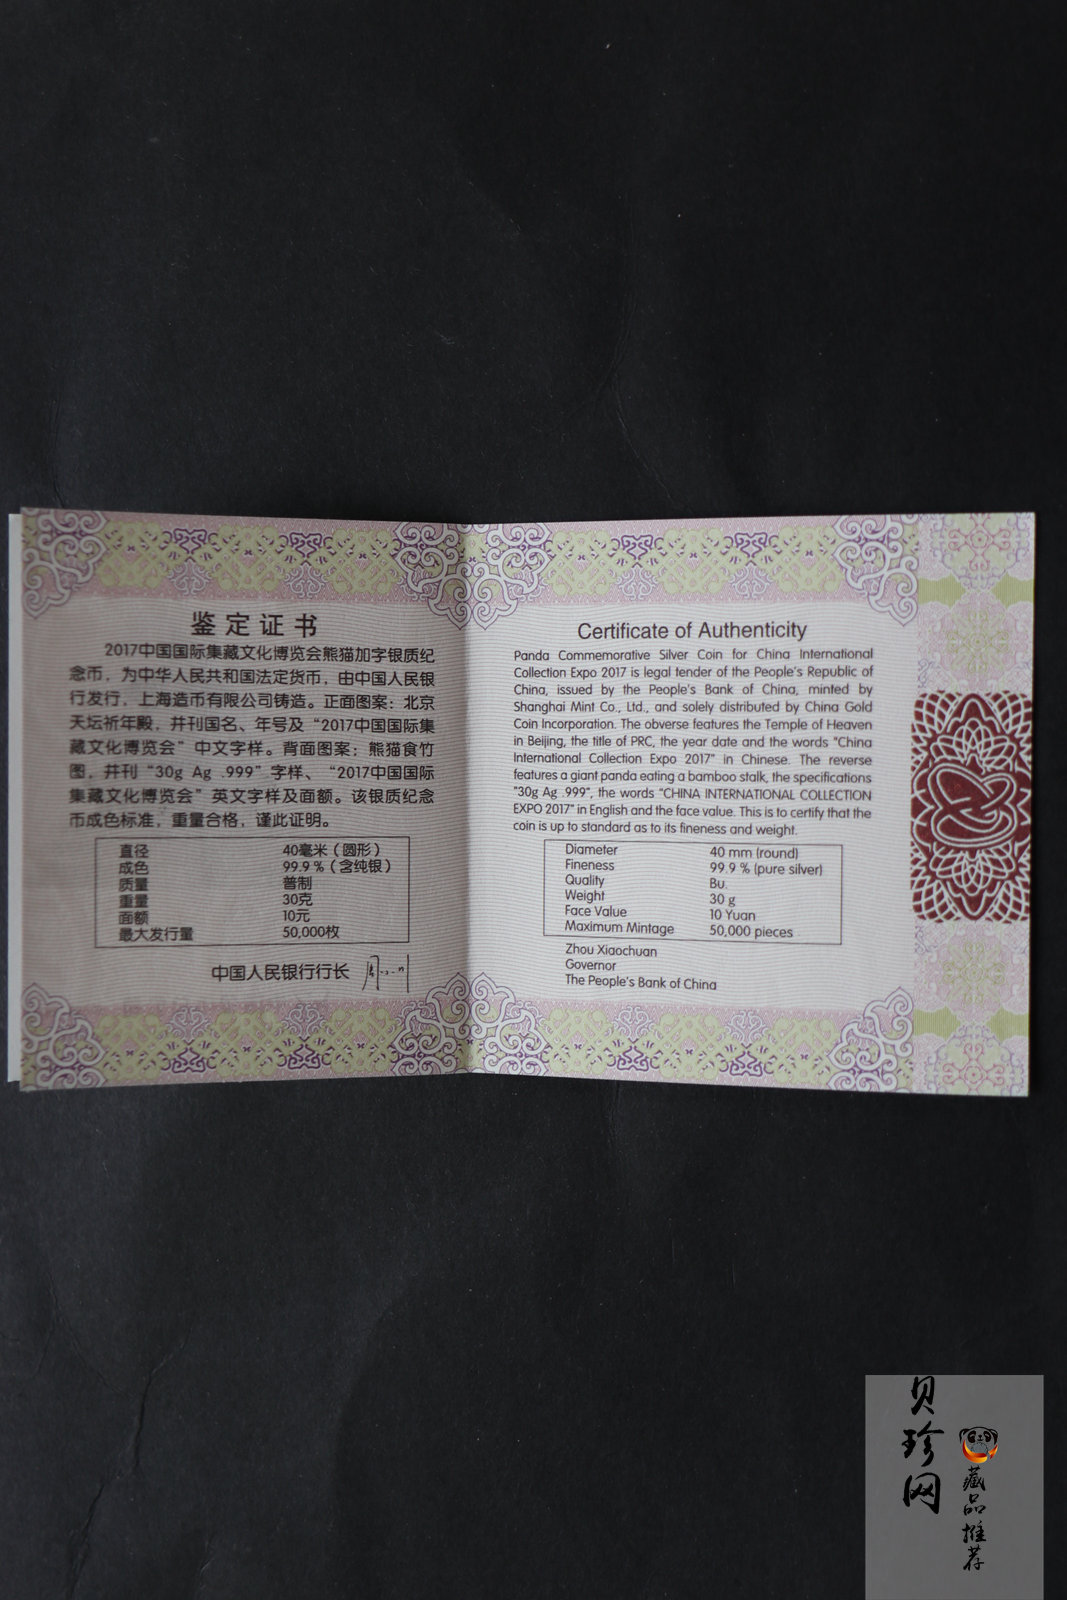 鉴定证书
2017中国国际集藏文化博览会熊猫加字银质纪
念币，为中华人民共和国法定货币，由中国人民银
行发行，上海造币有限公司铸造。正面图案：北京
天坛祈年殿，并刊国名、年号及“2017中国国际集
藏文化博览会”中文字样。背面图案：熊猫食竹
图，并刊“30g Ag .999”字样、“2017中国国际
集藏文化博览会”英文字样及面额。该银质纪念
币成色标准，重量合格，谨此证明。
直径 40毫米（圆形）
成色 99.9 %（含纯银）
质量 普制
重量 30克
面额 10元
最大发行量 50,000枚
中国人民银行行长
Certificate of Authenticity
Panda Commemorative Silver Coin for China International
Collection Expo 2017 is legal tender of the People's Republic of
China, issued by the People's Bank of China, minted by
Shanghai Mint Co., Ltd., and solely distributed by China Gold
Coin Incorporation. The obverse features the Temple of Heaven
in Beijing, the title of PRC, the year date and the words "China
International Collection Expo 2017" in Chinese. The reverse
features a giant panda eating a bamboo stalk, the specifications
"30g Ag .999", the words "CHINA INTERNATIONAL COLLECTION
EXPO 2017" in English and the face value. This is to certify that the
coin is up to standard as to its fineness and weight.
Diameter 40 mm (round)
Fineness 99.9 % (pure silver)
Quality Bu.
Weight 30 g
Face Value 10 Yuan
Maximum Mintage 50,000 pieces
Zhou Xiaochuan
Governor
The People's Bank of China
贝珍网
藏品推荐